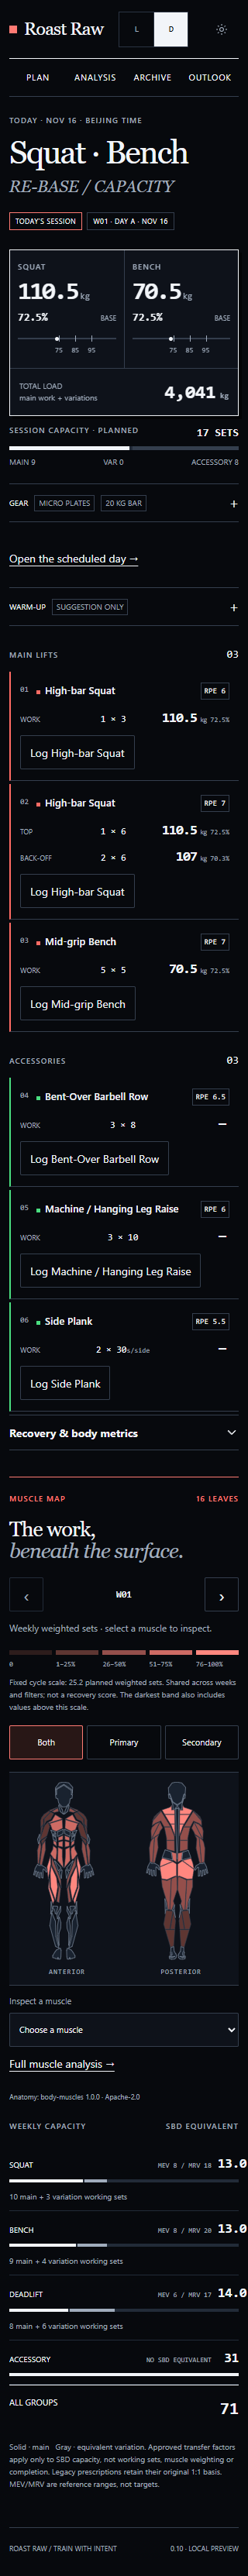 Roast Raw
L
D
PLAN
ANALYSIS
ARCHIVE
OUTLOOK
TODAY · NOV 16 · BEIJING TIME
Squat · Bench
RE-BASE / CAPACITY
TODAY'S SESSION
W01 · DAY A · NOV 16
SQUAT
110.5kg
72.5% BASE
75 85 95
BENCH
70.5kg
72.5% BASE
75 85 95
TOTAL LOAD
main work + variations
4,041 kg
SESSION CAPACITY · PLANNED 17 SETS
MAIN 9 VAR 0 ACCESSORY 8
GEAR MICRO PLATES 20 KG BAR +
Open the scheduled day →
WARM-UP SUGGESTION ONLY +
MAIN LIFTS 03
01 High-bar Squat RPE 6
WORK 1 × 3 110.5 kg 72.5%
Log High-bar Squat
02 High-bar Squat RPE 7
TOP 1 × 6 110.5 kg 72.5%
BACK-OFF 2 × 6 107 kg 70.3%
Log High-bar Squat
03 Mid-grip Bench RPE 7
WORK 5 × 5 70.5 kg 72.5%
Log Mid-grip Bench
ACCESSORIES 03
04 Bent-Over Barbell Row RPE 6.5
WORK 3 × 8 —
Log Bent-Over Barbell Row
05 Machine / Hanging Leg Raise RPE 6
WORK 3 × 10 —
Log Machine / Hanging Leg Raise
06 Side Plank RPE 5.5
WORK 2 × 30s/side —
Log Side Plank
Recovery & body metrics
MUSCLE MAP 16 LEAVES
The work,
beneath the surface.
‹ W01 ›
Weekly weighted sets · select a muscle to inspect.
0 1–25% 26–50% 51–75% 76–100%
Fixed cycle scale: 25.2 planned weighted sets. Shared across weeks
and filters; not a recovery score. The darkest band also includes
values above this scale.
Both
Primary
Secondary
ANTERIOR
POSTERIOR
Inspect a muscle
Choose a muscle
Full muscle analysis →
Anatomy: body-muscles 1.0.0 · Apache-2.0
WEEKLY CAPACITY SBD EQUIVALENT
SQUAT MEV 8 / MRV 18 13.0
10 main + 3 variation working sets
BENCH MEV 8 / MRV 20 13.0
9 main + 4 variation working sets
DEADLIFT MEV 6 / MRV 17 14.0
8 main + 6 variation working sets
ACCESSORY NO SBD EQUIVALENT 31
ALL GROUPS 71
Solid · main Gray · equivalent variation. Approved transfer factors
apply only to SBD capacity, not working sets, muscle weighting or
completion. Legacy prescriptions retain their original 1:1 basis.
MEV/MRV are reference ranges, not targets.
ROAST RAW / TRAIN WITH INTENT 0.10 · LOCAL PREVIEW